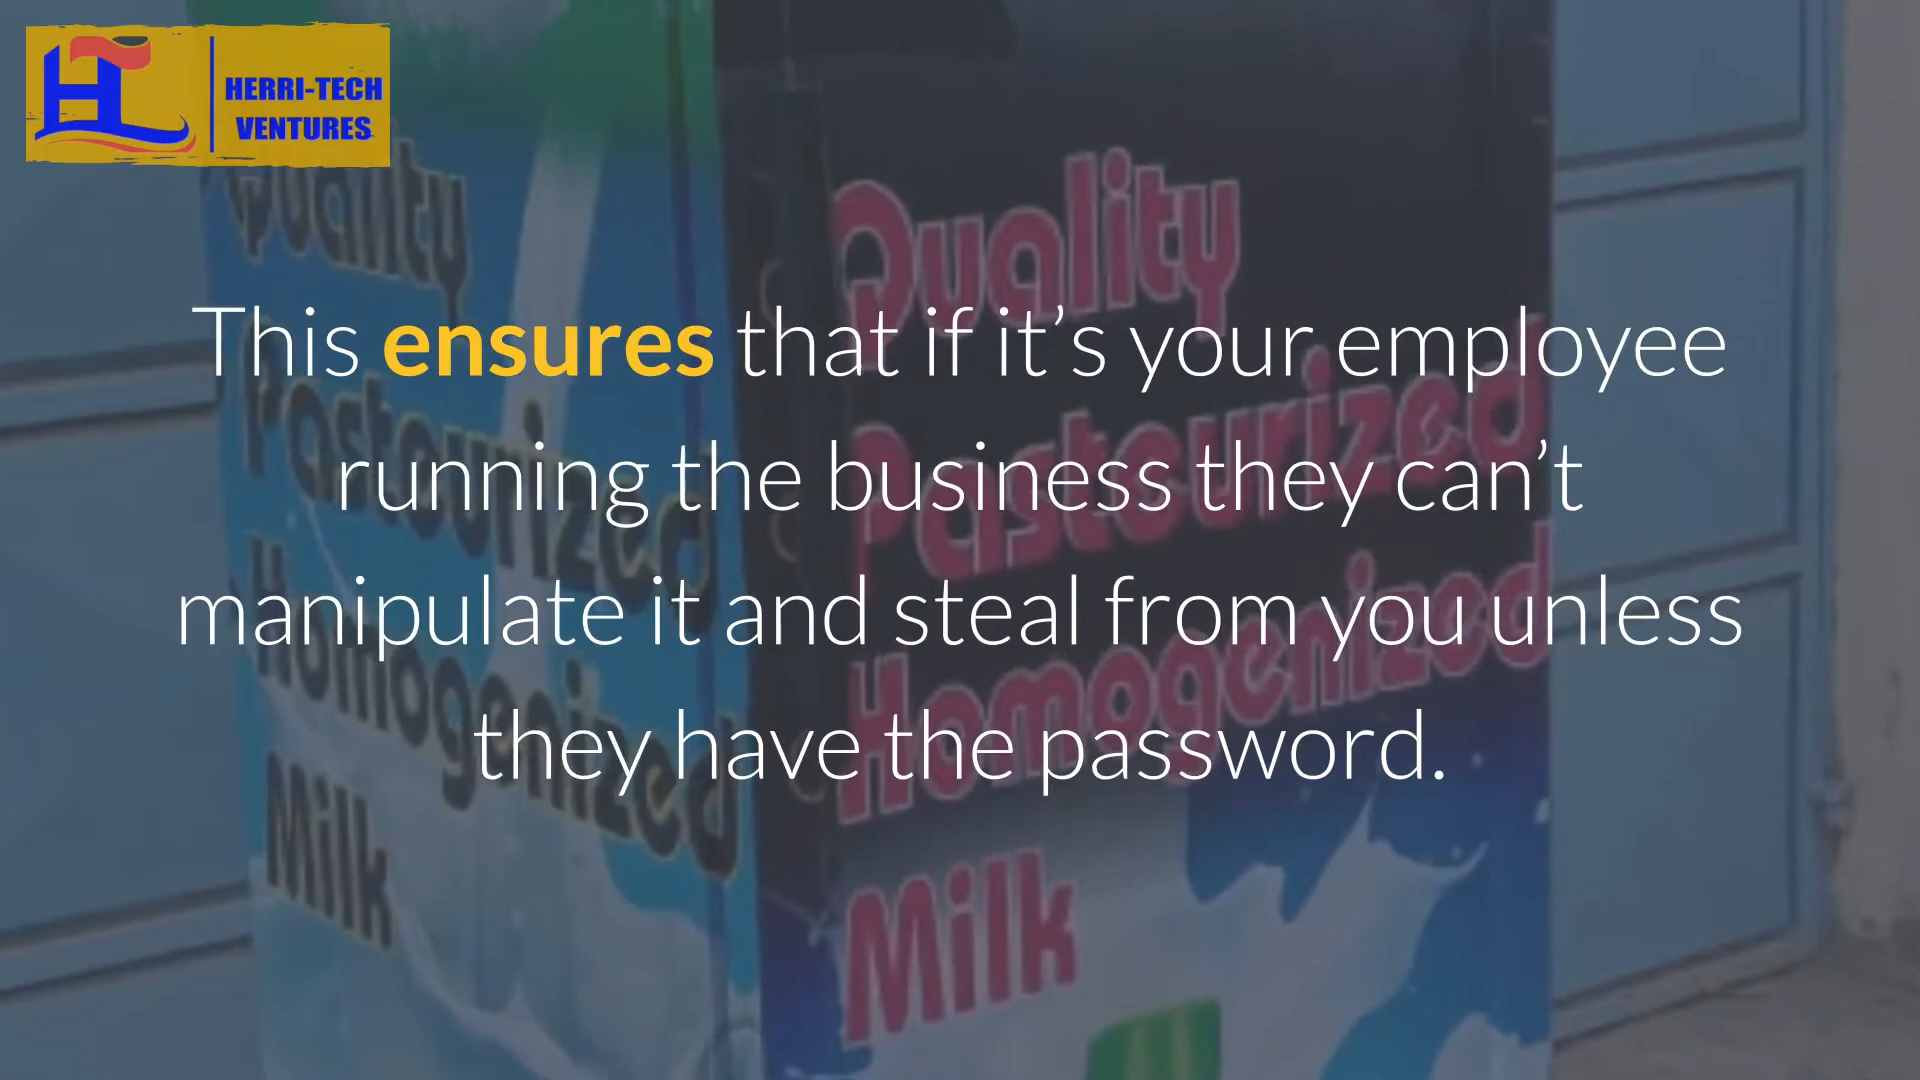 HERRI-TECH
VENTURES
This ensures that if it’s your employee
running the business they can’t
manipulate it and steal from you unless
they have the password.
Quality
Pasteurized
Homogenized
Milk
Quality
Pasteurized
Homogenized
Milk